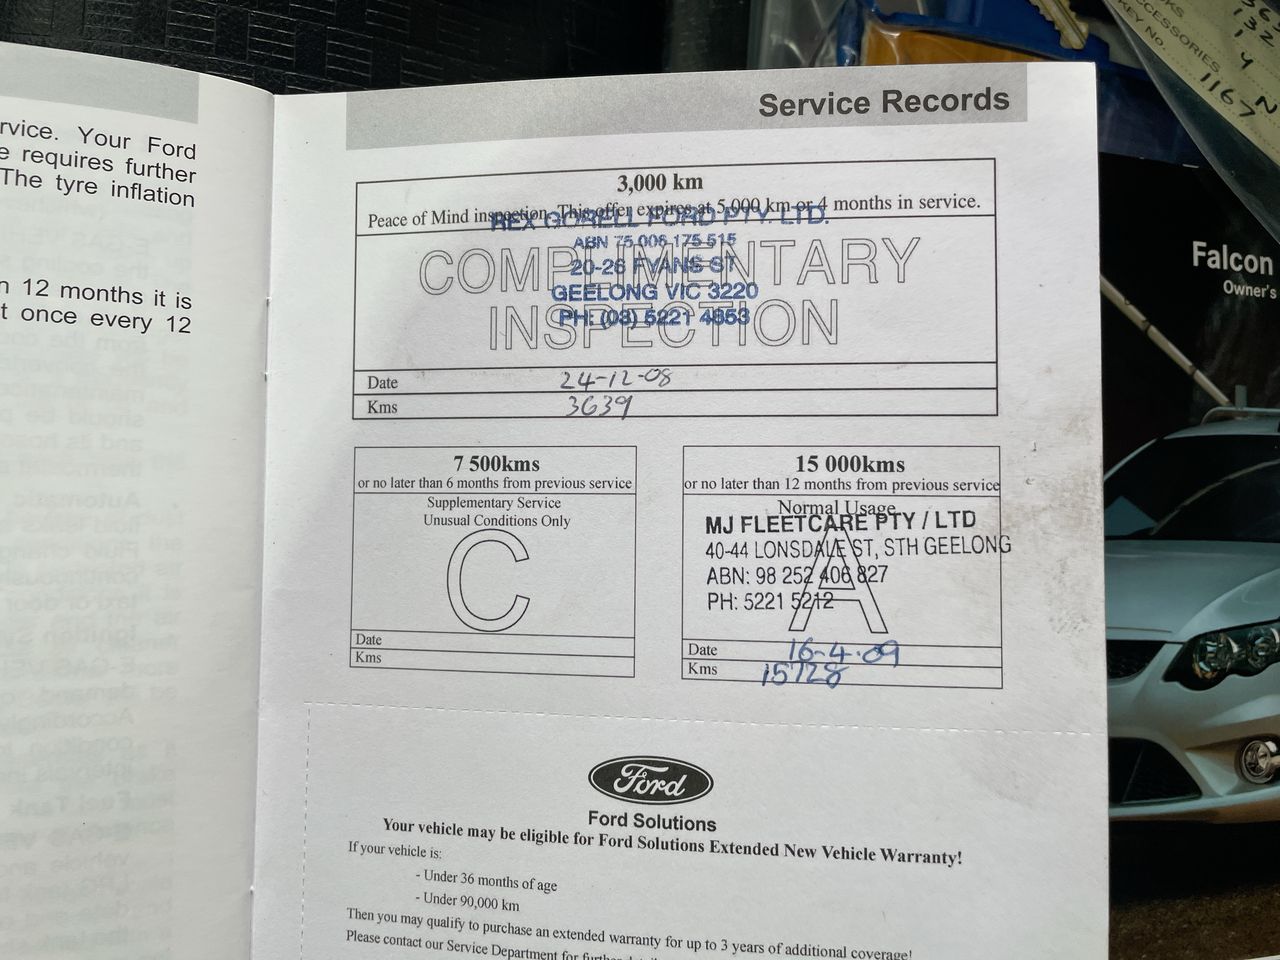 rvice. Your Ford
e requires further
The tyre inflation
n 12 months it is
t once every 12
Service Records
3,000 km
Peace of Mind inspection. This offer expires at 5,000 km or 4 months in service.
COMPLIMENTARY
INSPECTION
REX GORELL FORD PTY. LTD.
ABN 75 006 175 515
20-26 FYANS ST
GEELONG VIC 3220
PH: (03) 5221 4853
Date 24-12-08
Kms 3639
7 500kms
or no later than 6 months from previous service
Supplementary Service
Unusual Conditions Only
C
Date
Kms
15 000kms
or no later than 12 months from previous service
Normal Usage
A
MJ FLEETCARE PTY / LTD
40-44 LONSDALE ST, STH GEELONG
ABN: 98 252 406 827
PH: 5221 5212
Date 16-4-09
Kms 15728
Ford
Ford Solutions
Your vehicle may be eligible for Ford Solutions Extended New Vehicle Warranty!
If your vehicle is:
- Under 36 months of age
- Under 90,000 km
Then you may qualify to purchase an extended warranty for up to 3 years of additional coverage!
Please contact our Service Department for
Falcon
Owner's
CCESSORIES
KEY No.
132
4
1167 N